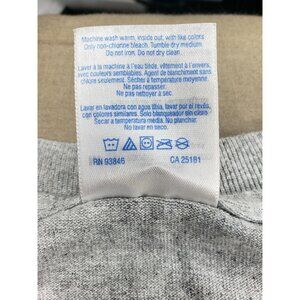 Machine wash warm, inside out, with like colors
Only non-chlorine bleach. Tumble dry medium
Do not iron. Do not dry clean.
Laver à la machine à l'eau tiède, vêtement à l'envers,
avec couleurs semblables. Agent de blanchiment sans
chlore seulement. Sécher à température moyenne.
Ne pas repasser.
Ne pas nettoyer à sec.
Lavar en lavadora con agua tibia, lavar por el revés,
con colores similares. Solo blanqueador sin cloro
Secar a temperatura media. No planchar.
No lavar en seco.
RN 93846 CA 25181